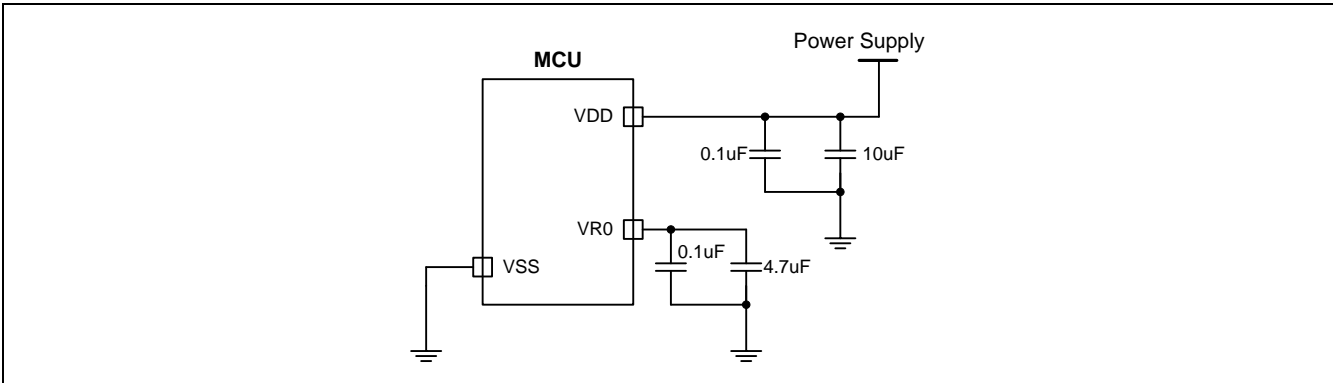 Power Supply
MCU
VDD
0.1uF
10uF
VR0
0.1uF
VSS
4.7uF